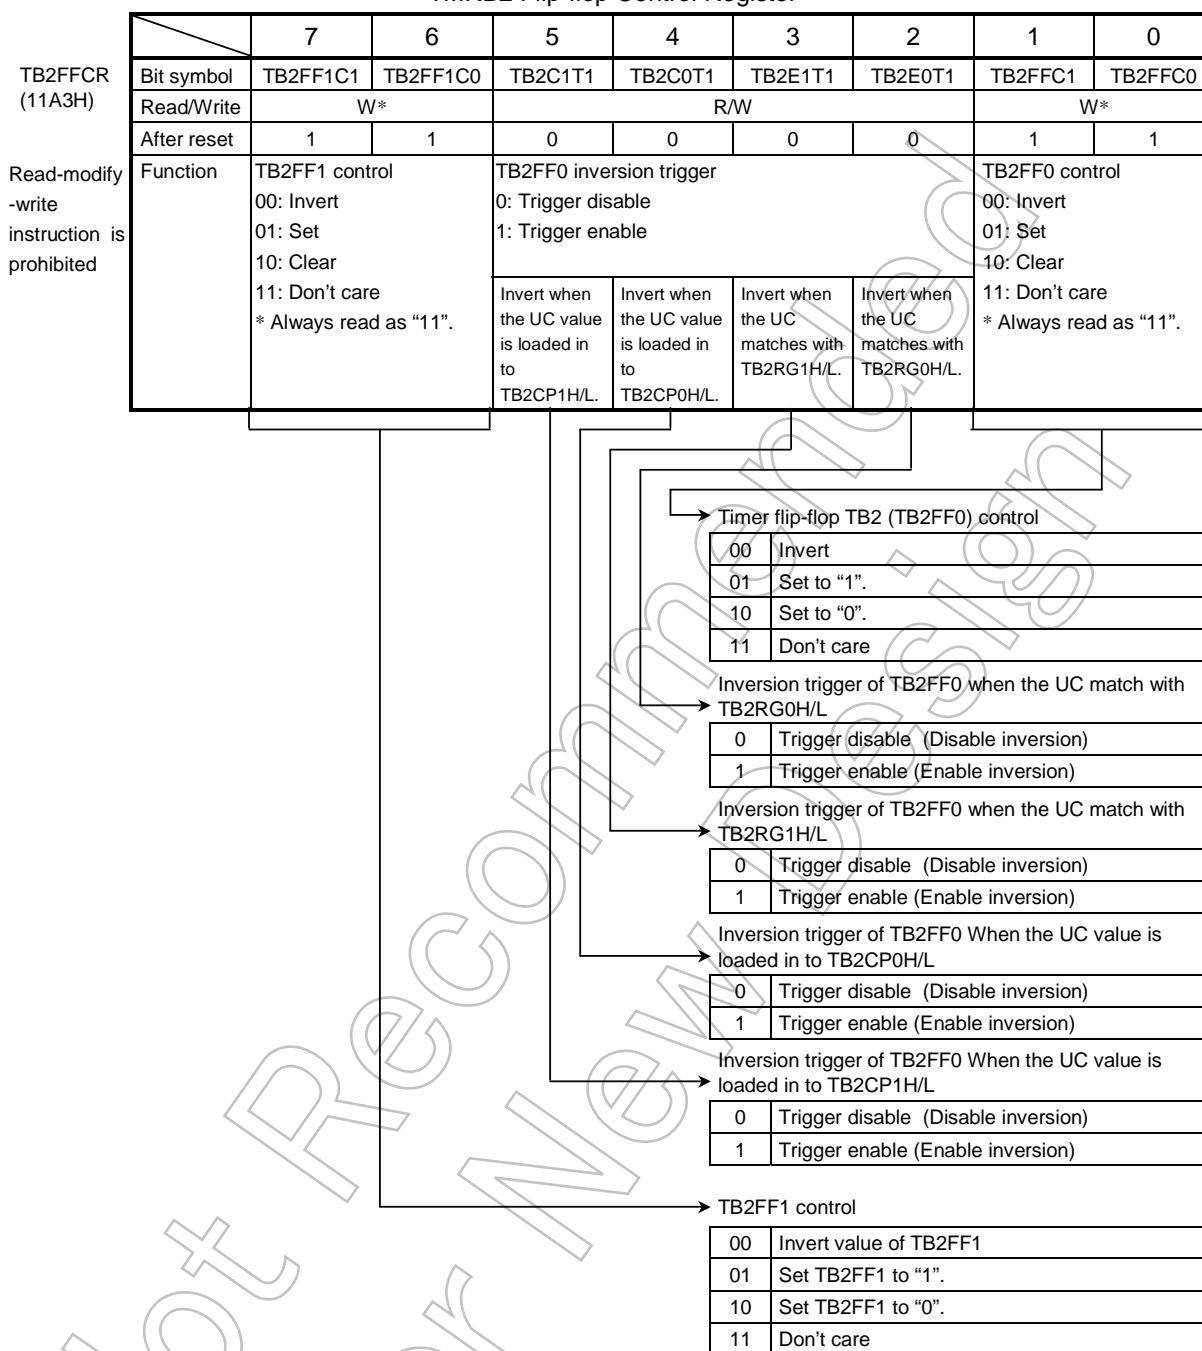 TMRB2 Flip-flop Control Register
7 6 5 4 3 2 1 0
TB2FFCR
(11A3H)
Bit symbol TB2FF1C1 TB2FF1C0 TB2C1T1 TB2C0T1 TB2E1T1 TB2E0T1 TB2FFC1 TB2FFC0
Read/Write W* R/W W*
After reset 1 1 0 0 0 0 1 1
Read-modify
-write
instruction is
prohibited
Function
TB2FF1 control
00: Invert
01: Set
10: Clear
11: Don't care
* Always read as “11”.
TB2FF0 inversion trigger
0: Trigger disable
1: Trigger enable
Invert when
the UC value
is loaded in
to
TB2CP1H/L.
Invert when
the UC value
is loaded in
to
TB2CP0H/L.
Invert when
the UC
matches with
TB2RG1H/L.
Invert when
the UC
matches with
TB2RG0H/L.
TB2FF0 control
00: Invert
01: Set
10: Clear
11: Don't care
* Always read as “11”.
Timer flip-flop TB2 (TB2FF0) control
00 Invert
01 Set to “1”.
10 Set to “0”.
11 Don't care
Inversion trigger of TB2FF0 when the UC match with
TB2RG0H/L
0 Trigger disable (Disable inversion)
1 Trigger enable (Enable inversion)
Inversion trigger of TB2FF0 when the UC match with
TB2RG1H/L
0 Trigger disable (Disable inversion)
1 Trigger enable (Enable inversion)
Inversion trigger of TB2FF0 When the UC value is
loaded in to TB2CP0H/L
0 Trigger disable (Disable inversion)
1 Trigger enable (Enable inversion)
Inversion trigger of TB2FF0 When the UC value is
loaded in to TB2CP1H/L
0 Trigger disable (Disable inversion)
1 Trigger enable (Enable inversion)
TB2FF1 control
00 Invert value of TB2FF1
01 Set TB2FF1 to “1”.
10 Set TB2FF1 to “0”.
11 Don't care
Not Recommended
for New Design